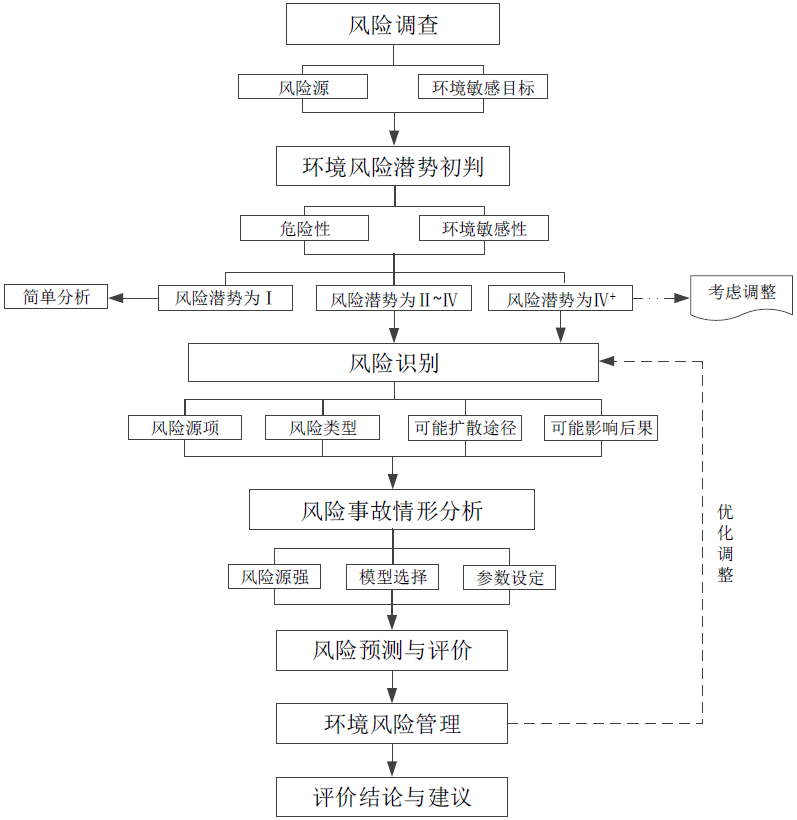 风险调查
风险源
环境敏感目标
环境风险潜势初判
危险性
环境敏感性
简单分析
风险潜势为Ⅰ
风险潜势为Ⅱ~Ⅳ
风险潜势为Ⅳ⁺
考虑调整
风险识别
风险源项
风险类型
可能扩散途径
可能影响后果
风险事故情形分析
优化调整
风险源强
模型选择
参数设定
风险预测与评价
环境风险管理
评价结论与建议